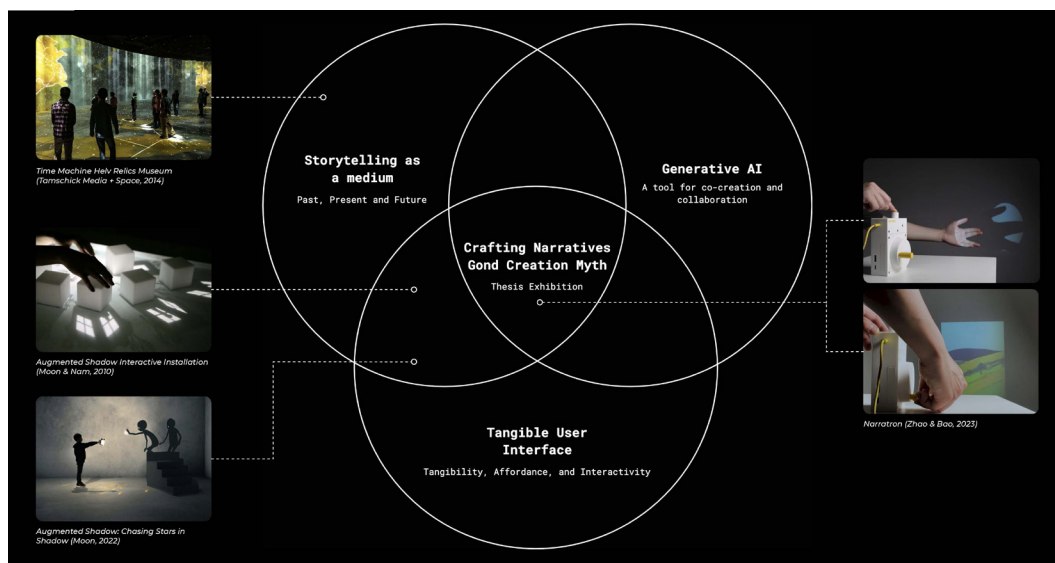 Time Machine Helv Relics Museum
(Tamschick Media + Space, 2014)
Augmented Shadow Interactive Installation
(Moon & Nam, 2010)
Augmented Shadow: Chasing Stars in
Shadow (Moon, 2022)
Storytelling as
a medium
Past, Present and Future
Generative AI
A tool for co-creation and
collaboration
Crafting Narratives
Gond Creation Myth
Thesis Exhibition
Tangible User
Interface
Tangibility, Affordance, and Interactivity
Narratron (Zhao & Bao, 2023)